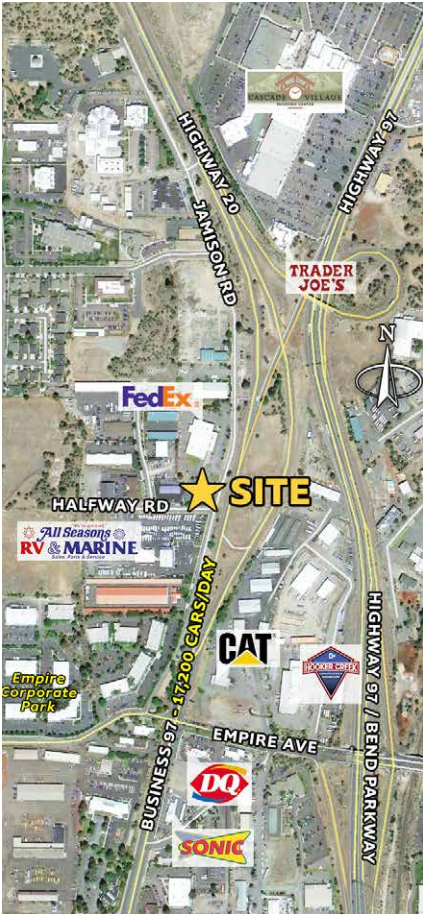 CASCADE VILLAGE
SHOPPING CENTER
HIGHWAY 97
HIGHWAY 20
JAMISON RD
TRADER
JOE'S
N
FedEx
SITE
HALFWAY RD
All Seasons
RV & MARINE
Sales, Parts & Service
BUSINESS 97 - 17,200 CARS/DAY
CAT
HOOKER CREEK
HIGHWAY 97 / BEND PARKWAY
Empire
Corporate
Park
EMPIRE AVE
DQ
SONIC